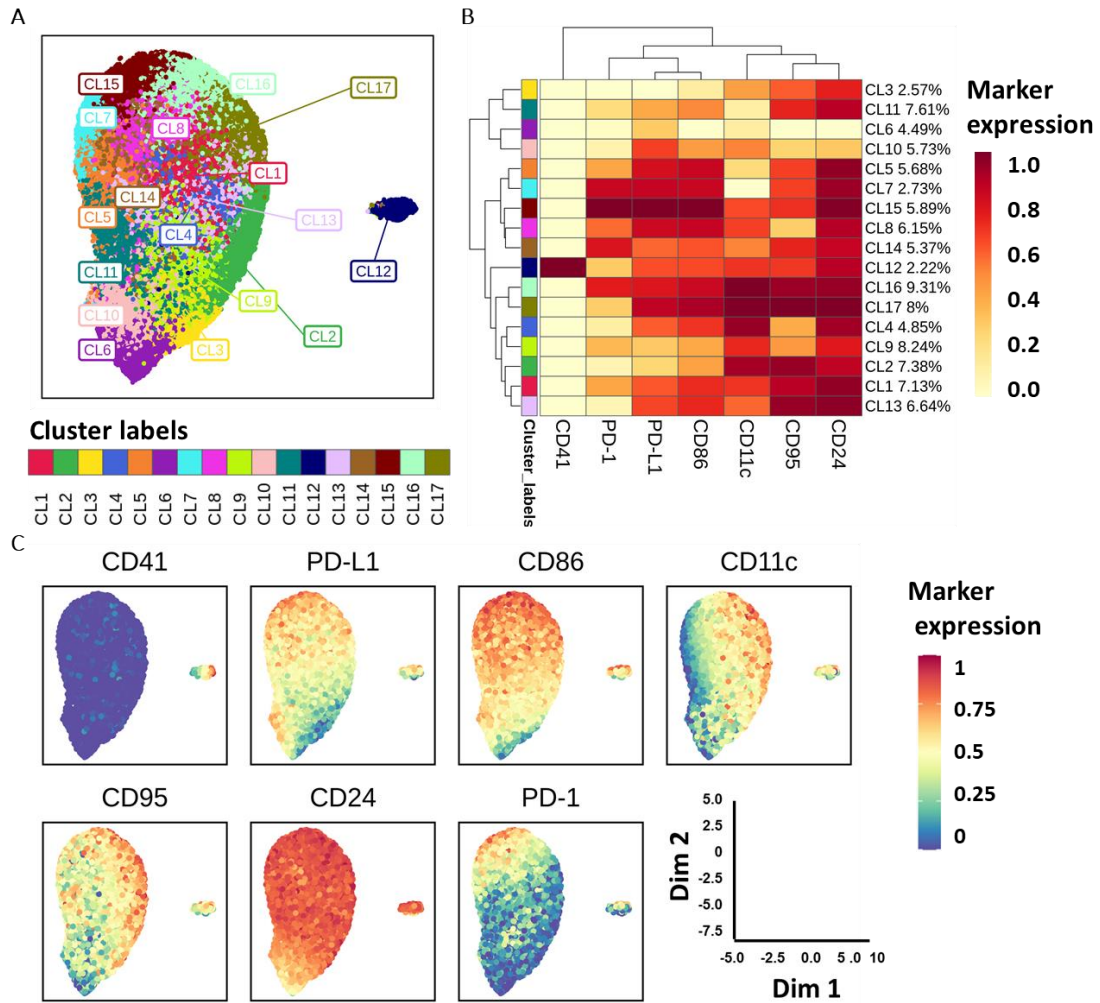 A
CL15
CL16
CL17
CL7
CL8
CL1
CL14
CL13
CL5
CL4
CL12
CL11
CL9
CL10
CL2
CL6
CL3
Cluster labels
CL1
CL2
CL3
CL4
CL5
CL6
CL7
CL8
CL9
CL10
CL11
CL12
CL13
CL14
CL15
CL16
CL17
B
CL3 2.57%
CL11 7.61%
CL6 4.49%
CL10 5.73%
CL5 5.68%
CL7 2.73%
CL15 5.89%
CL8 6.15%
CL14 5.37%
CL12 2.22%
CL16 9.31%
CL17 8%
CL4 4.85%
CL9 8.24%
CL2 7.38%
CL1 7.13%
CL13 6.64%
Cluster_labels
CD41
PD-1
PD-L1
CD86
CD11c
CD95
CD24
Marker
expression
1.0
0.8
0.6
0.4
0.2
0.0
C
CD41
PD-L1
CD86
CD11c
CD95
CD24
PD-1
5.0
2.5
0
-2.5
-5.0
-7.5
Dim 2
-5.0 0.0 5.0 10
Dim 1
Marker
expression
1
0.75
0.5
0.25
0